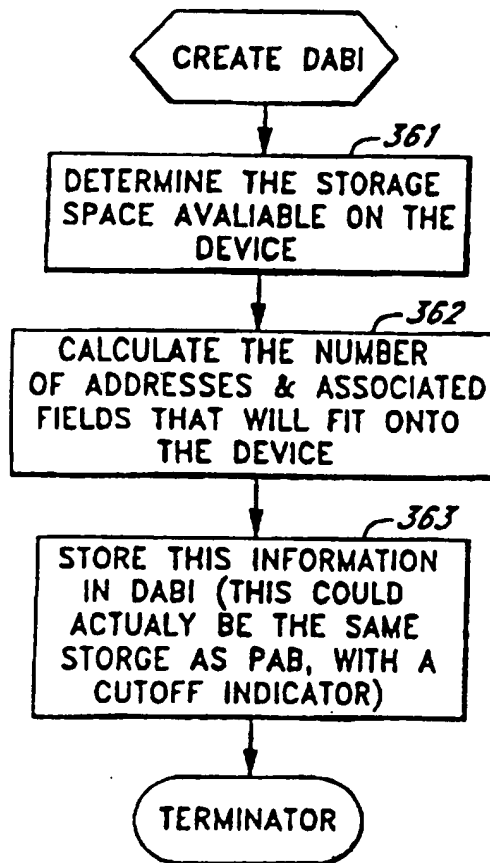 CREATE DABI
361
DETERMINE THE STORAGE
SPACE AVALIABLE ON THE
DEVICE
362
CALCULATE THE NUMBER
OF ADDRESSES & ASSOCIATED
FIELDS THAT WILL FIT ONTO
THE DEVICE
363
STORE THIS INFORMATION
IN DABI (THIS COULD
ACTUALY BE THE SAME
STORGE AS PAB, WITH A
CUTOFF INDICATOR)
TERMINATOR